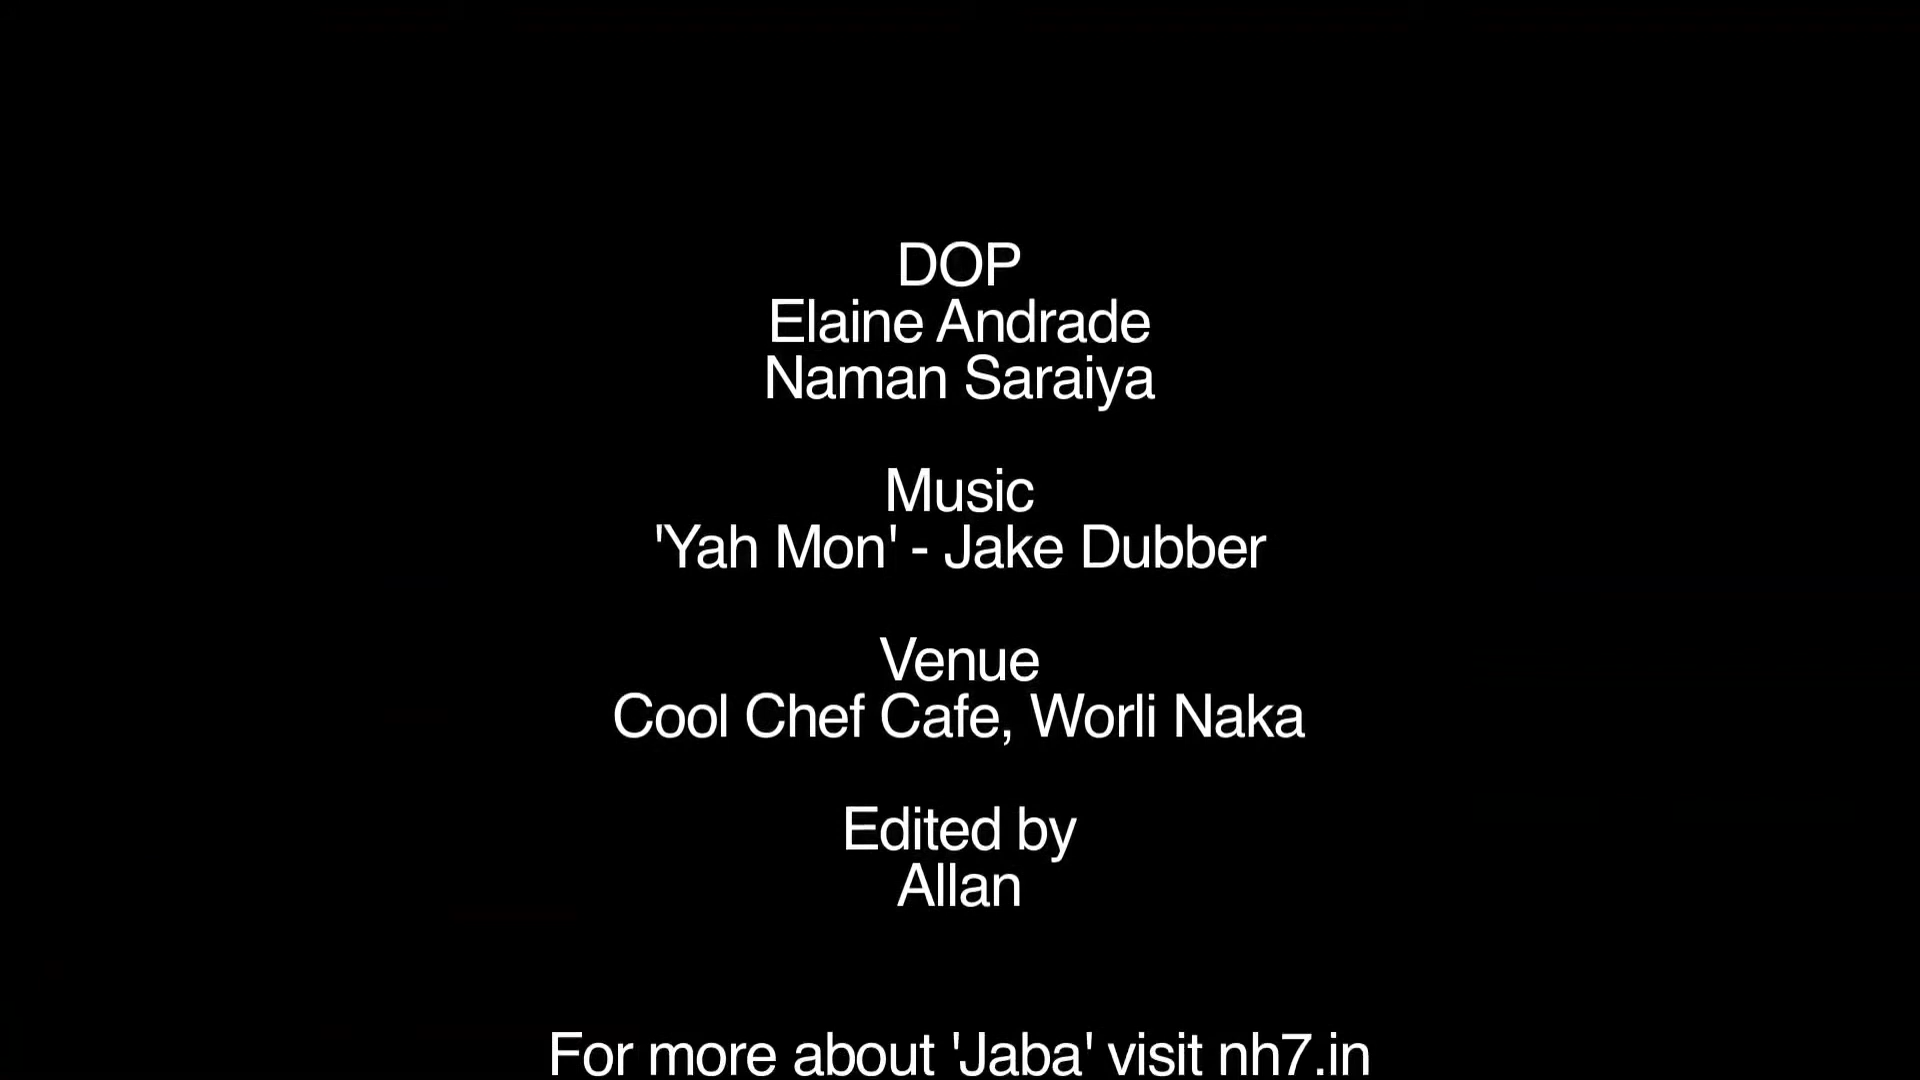 DOP
Elaine Andrade
Naman Saraiya
Music
'Yah Mon' - Jake Dubber
Venue
Cool Chef Cafe, Worli Naka
Edited by
Allan
For more about 'Jaba' visit nh7.in